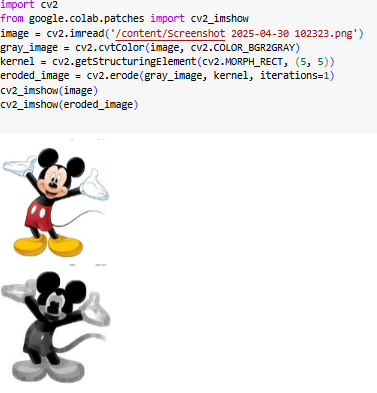 import cv2
from google.colab.patches import cv2_imshow
image = cv2.imread('/content/Screenshot 2025-04-30 102323.png')
gray_image = cv2.cvtColor(image, cv2.COLOR_BGR2GRAY)
kernel = cv2.getStructuringElement(cv2.MORPH_RECT, (5, 5))
eroded_image = cv2.erode(gray_image, kernel, iterations=1)
cv2_imshow(image)
cv2_imshow(eroded_image)